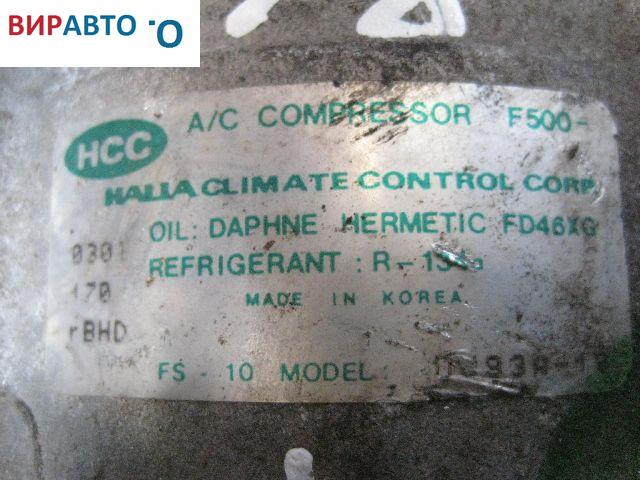 ВИРАВТО
HCC
A/C COMPRESSOR F500-
HALLA CLIMATE CONTROL CORP.
OIL: DAPHNE HERMETIC FD46XG
0301
REFRIGERANT : R-134a
170
MADE IN KOREA
rBHD
FS - 10 MODEL: